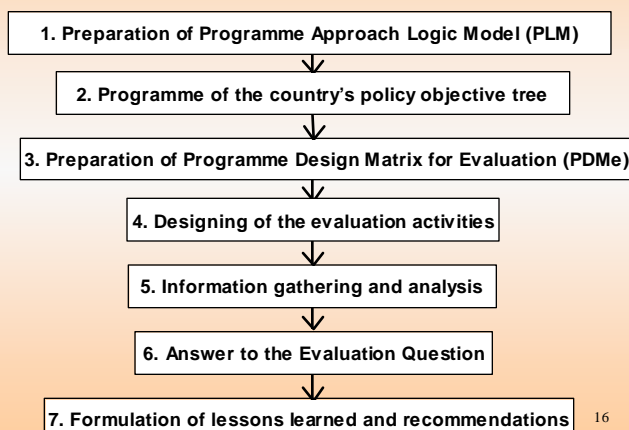 1. Preparation of Programme Approach Logic Model (PLM)
2. Programme of the country's policy objective tree
3. Preparation of Programme Design Matrix for Evaluation (PDMe)
4. Designing of the evaluation activities
5. Information gathering and analysis
6. Answer to the Evaluation Question
7. Formulation of lessons learned and recommendations
16